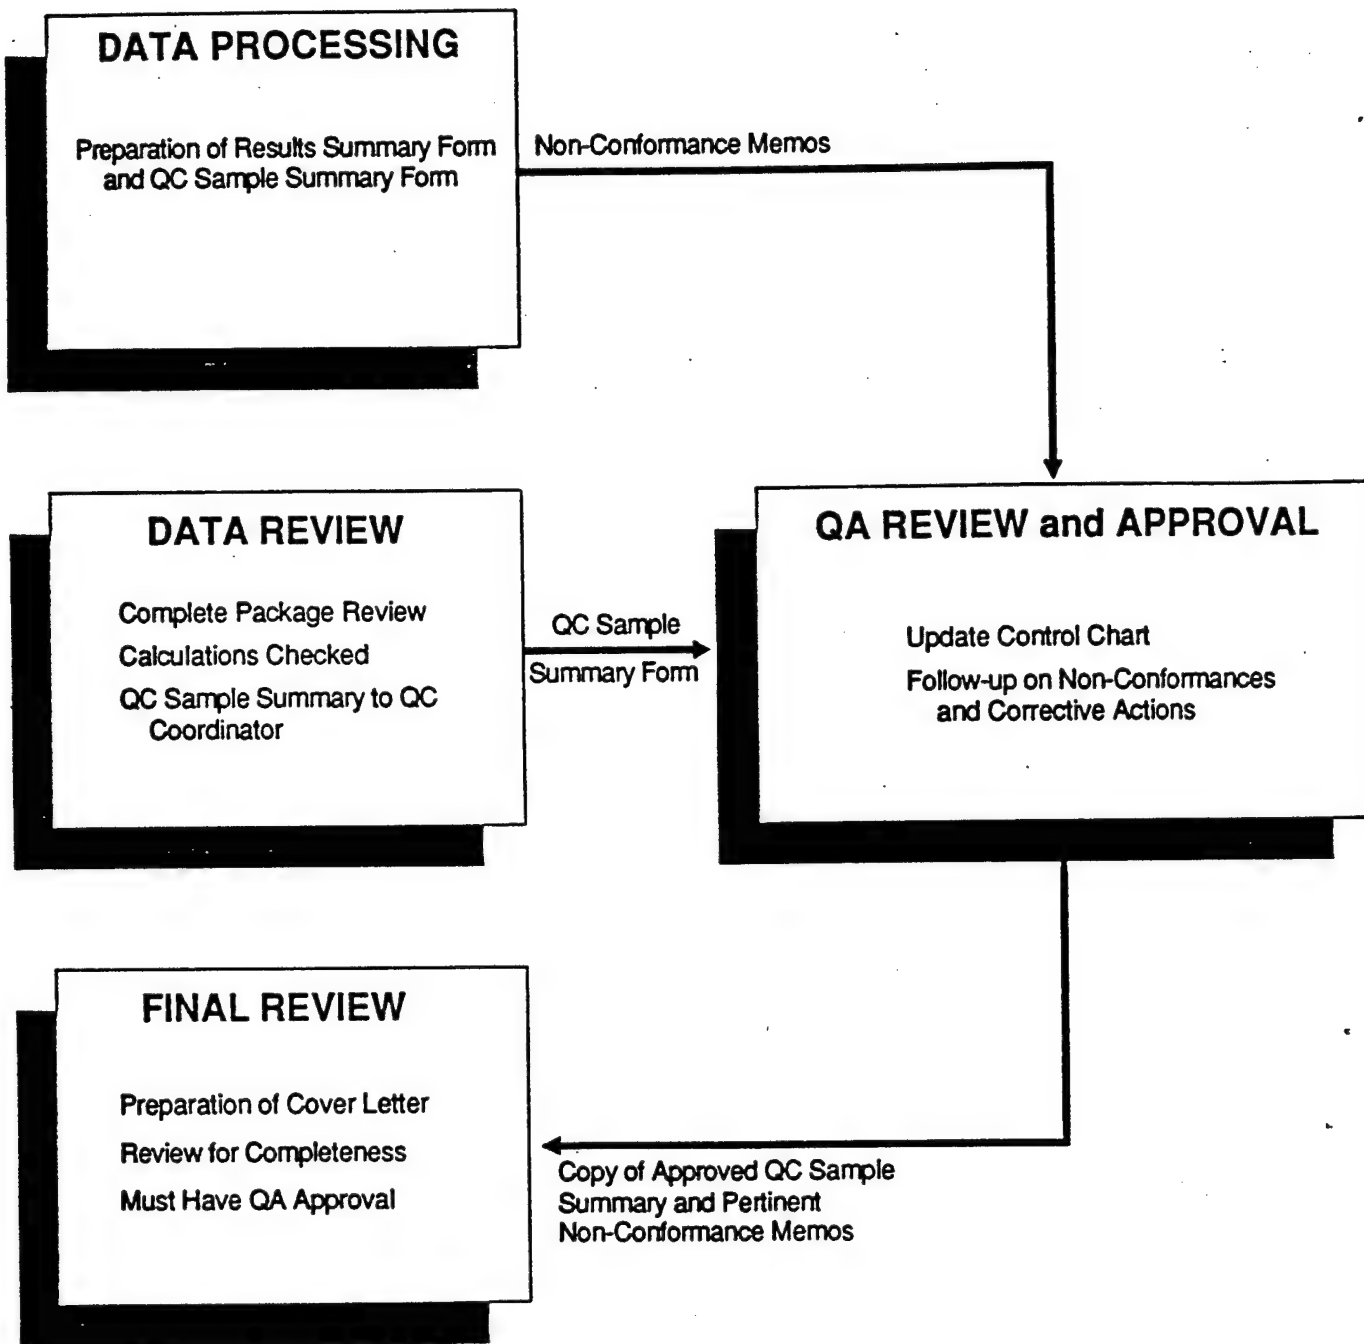 DATA PROCESSING
Preparation of Results Summary Form
and QC Sample Summary Form
Non-Conformance Memos
DATA REVIEW
Complete Package Review
Calculations Checked
QC Sample Summary to QC
Coordinator
QC Sample
Summary Form
QA REVIEW and APPROVAL
Update Control Chart
Follow-up on Non-Conformances
and Corrective Actions
FINAL REVIEW
Preparation of Cover Letter
Review for Completeness
Must Have QA Approval
Copy of Approved QC Sample
Summary and Pertinent
Non-Conformance Memos